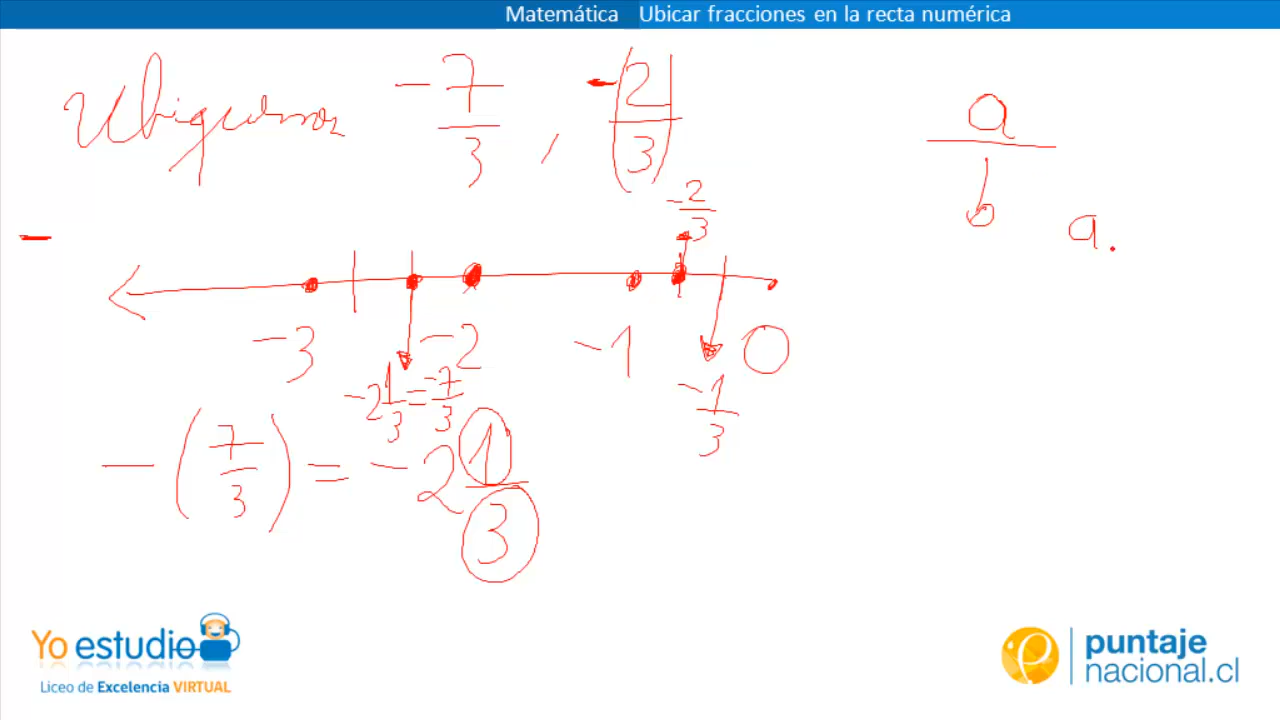 Matemática Ubicar fracciones en la recta numérica
Ubiquemos -7/3 , -(2/3)
a/b
a.
-2/3
-
-3 -2 -1 0
-2 1/3 = -7/3
-1/3
-(7/3) = -2 1/3
Yo estudio
Liceo de Excelencia VIRTUAL
puntaje
nacional.cl